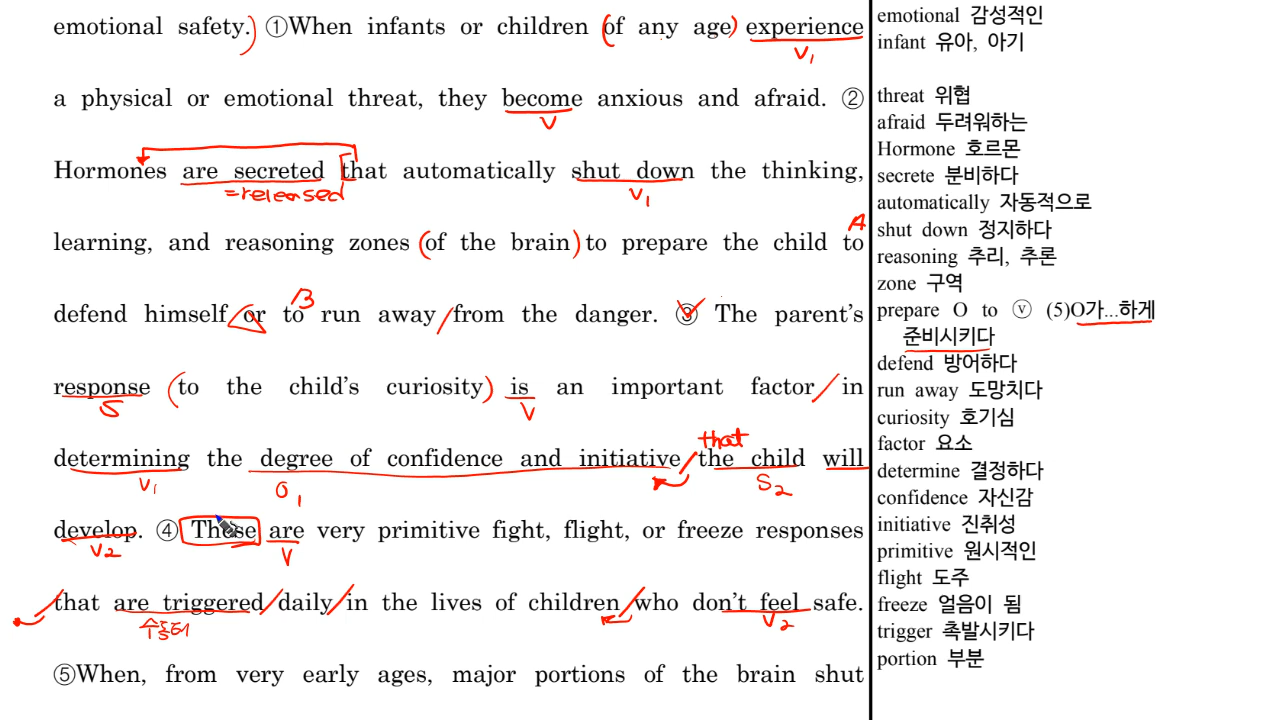 emotional safety.) ①When infants or children (of any age) experience
V₁
a physical or emotional threat, they become anxious and afraid. ②
V
Hormones are secreted [that automatically shut down the thinking,
=released
V₁
A
learning, and reasoning zones (of the brain) to prepare the child to
B
defend himself or to run away/from the danger. ③ The parent's
response (to the child's curiosity) is an important factor/in
S
V
that
determining the degree of confidence and initiative/the child will
V₁
O₁
S₂
develop. ④ These are very primitive fight, flight, or freeze responses
V₂
V
that are triggered/daily/in the lives of children/who don't feel safe.
수동태
V₂
⑤When, from very early ages, major portions of the brain shut
emotional 감성적인
infant 유아, 아기
threat 위협
afraid 두려워하는
Hormone 호르몬
secrete 분비하다
automatically 자동적으로
shut down 정지하다
reasoning 추리, 추론
zone 구역
prepare O to ⓥ (5)O가...하게
준비시키다
defend 방어하다
run away 도망치다
curiosity 호기심
factor 요소
determine 결정하다
confidence 자신감
initiative 진취성
primitive 원시적인
flight 도주
freeze 얼음이 됨
trigger 촉발시키다
portion 부분